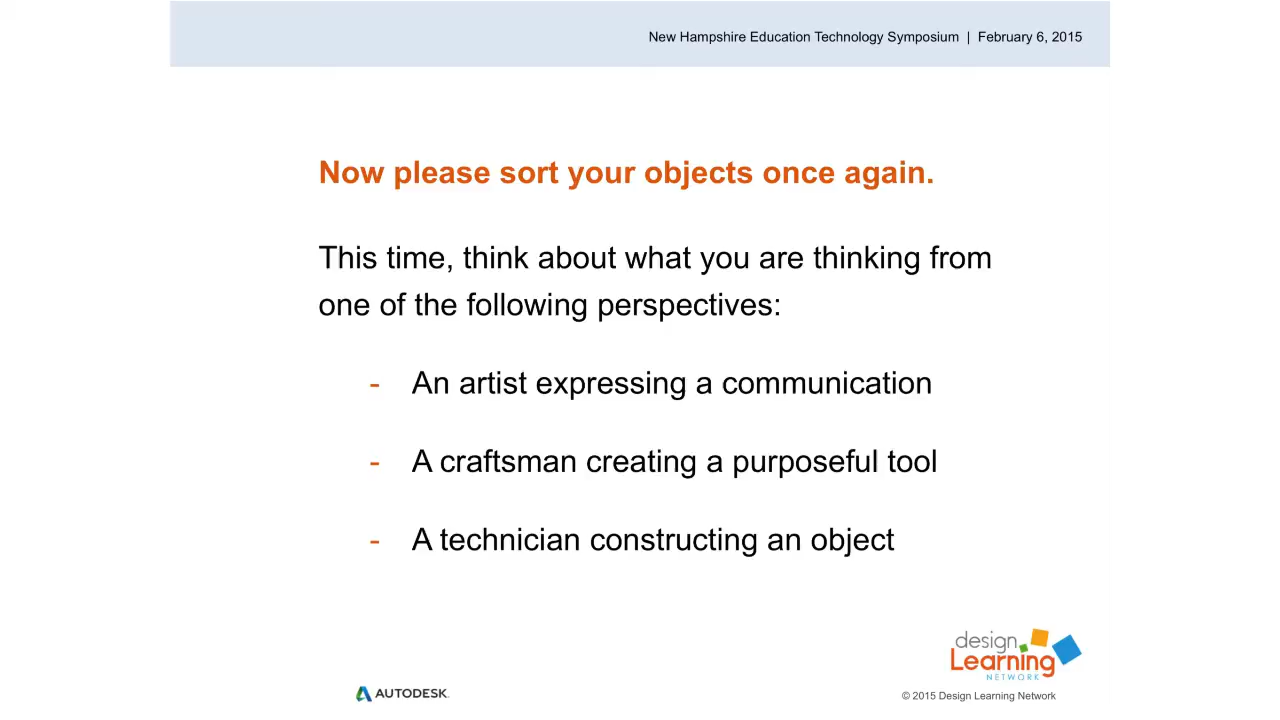 New Hampshire Education Technology Symposium | February 6, 2015
Now please sort your objects once again.
This time, think about what you are thinking from
one of the following perspectives:
- An artist expressing a communication
- A craftsman creating a purposeful tool
- A technician constructing an object
design
Learning
NETWORK
AUTODESK.
© 2015 Design Learning Network